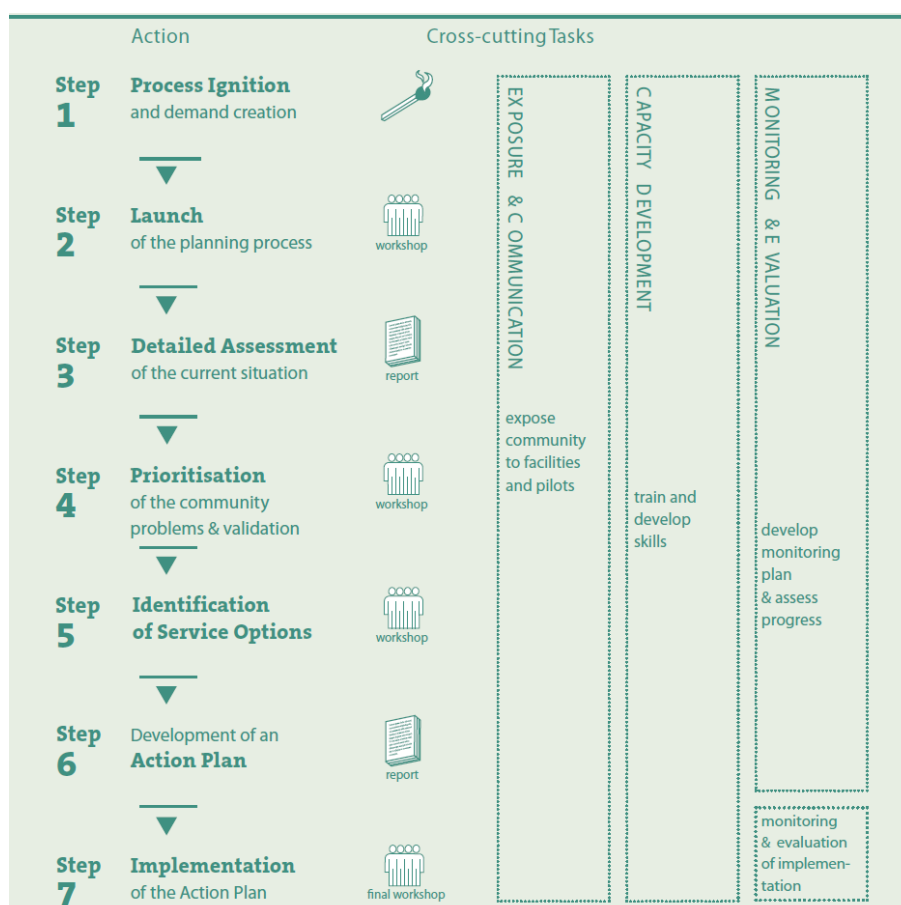 Action
Cross-cutting Tasks
Step
1
Process Ignition
and demand creation
Step
2
Launch
of the planning process
workshop
Step
3
Detailed Assessment
of the current situation
report
Step
4
Prioritisation
of the community
problems & validation
workshop
Step
5
Identification
of Service Options
workshop
Step
6
Development of an
Action Plan
report
Step
7
Implementation
of the Action Plan
final workshop
EXPOSURE & COMMUNICATION
expose
community
to facilities
and pilots
CAPACITY DEVELOPMENT
train and
develop
skills
MONITORING & EVALUATION
develop
monitoring
plan
& assess
progress
monitoring
& evaluation
of implemen-
tation